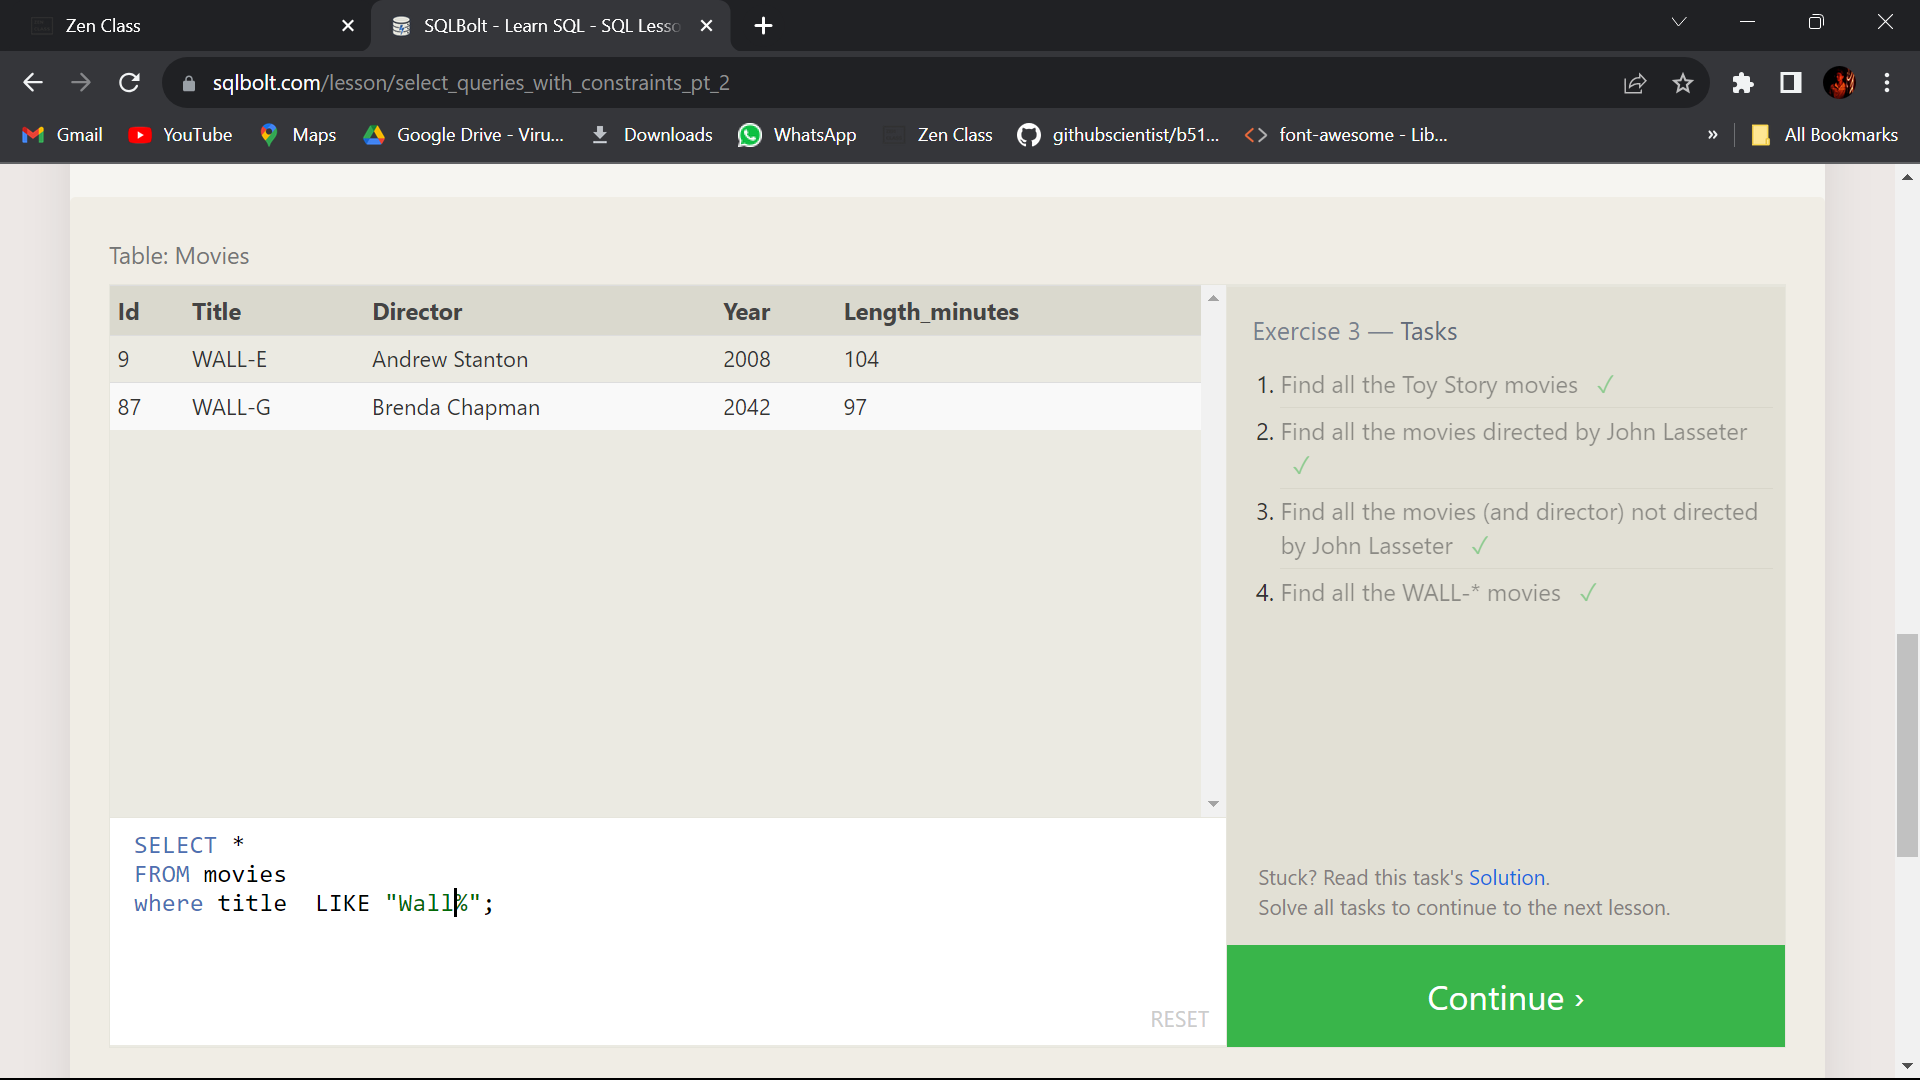 Zen Class
SQLBolt - Learn SQL - SQL Lesso
sqlbolt.com/lesson/select_queries_with_constraints_pt_2
Gmail YouTube Maps Google Drive - Viru... Downloads WhatsApp Zen Class githubscientist/b51... font-awesome - Lib... » All Bookmarks
Table: Movies
Id Title Director Year Length_minutes
9 WALL-E Andrew Stanton 2008 104
87 WALL-G Brenda Chapman 2042 97
SELECT *
FROM movies
where title  LIKE "Wall%";
RESET
Exercise 3 — Tasks
1. Find all the Toy Story movies ✓
2. Find all the movies directed by John Lasseter
✓
3. Find all the movies (and director) not directed
by John Lasseter ✓
4. Find all the WALL-* movies ✓
Stuck? Read this task's Solution.
Solve all tasks to continue to the next lesson.
Continue ›